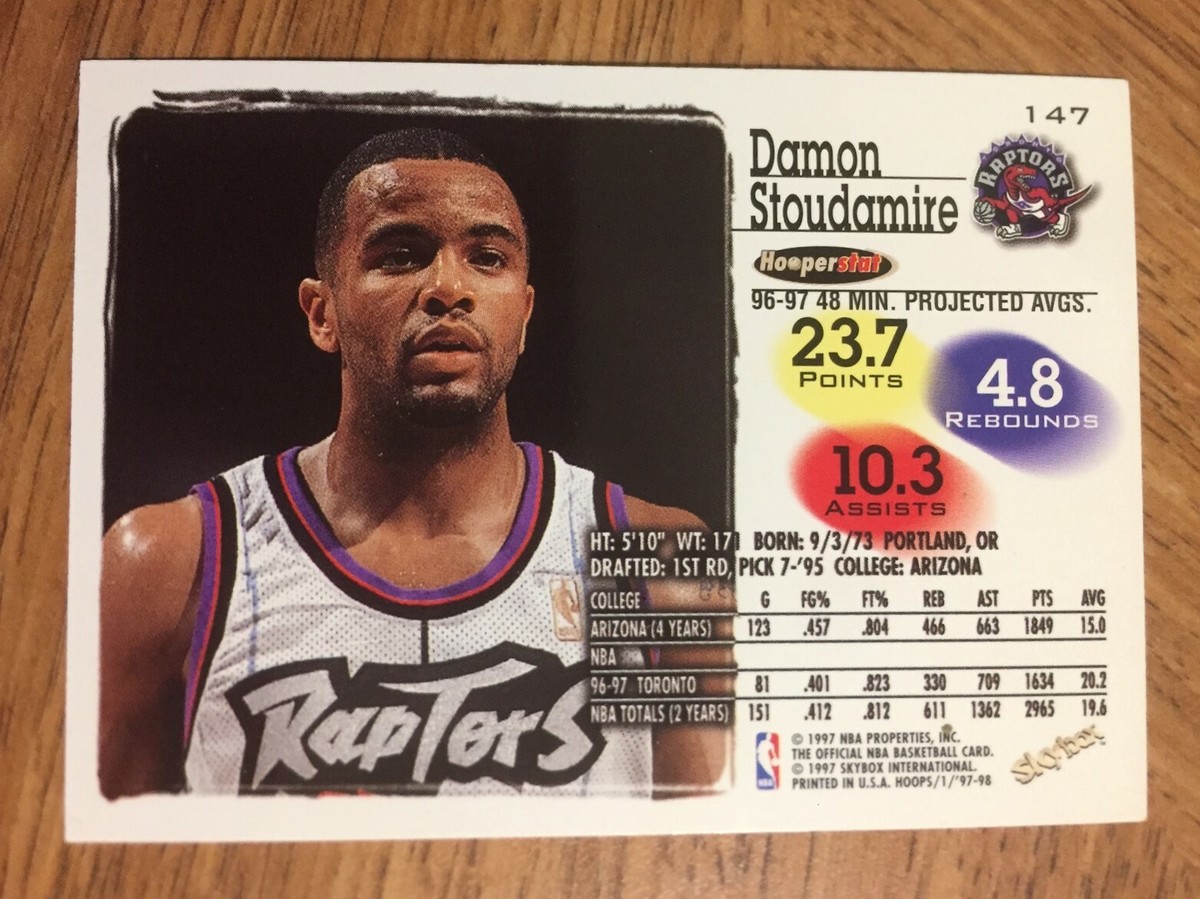 147
Damon
Stoudamire
RAPTORS
Hooperstat
96-97 48 MIN. PROJECTED AVGS.
23.7
POINTS
4.8
REBOUNDS
10.3
ASSISTS
HT: 5'10" WT: 171 BORN: 9/3/73 PORTLAND, OR
DRAFTED: 1ST RD, PICK 7-'95 COLLEGE: ARIZONA
COLLEGE G FG% FT% REB AST PTS AVG
ARIZONA (4 YEARS) 123 .457 .804 466 663 1849 15.0
NBA
96-97 TORONTO 81 .401 .823 330 709 1634 20.2
NBA TOTALS (2 YEARS) 151 .412 .812 611 1362 2965 19.6
RapTors
NBA
© 1997 NBA PROPERTIES, INC.
THE OFFICIAL NBA BASKETBALL CARD.
© 1997 SKYBOX INTERNATIONAL.
PRINTED IN U.S.A. HOOPS/1/'97-98
Skybox